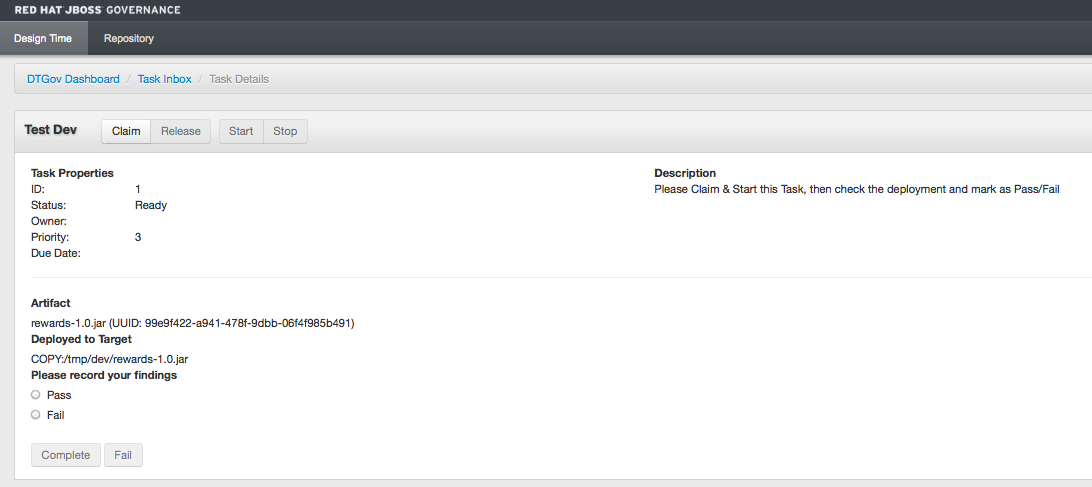 RED HAT JBOSS GOVERNANCE
Design Time Repository
DTGov Dashboard / Task Inbox / Task Details
Test Dev Claim Release Start Stop
Task Properties
ID: 1
Status: Ready
Owner:
Priority: 3
Due Date:
Description
Please Claim & Start this Task, then check the deployment and mark as Pass/Fail
Artifact
rewards-1.0.jar (UUID: 99e9f422-a941-478f-9dbb-06f4f985b491)
Deployed to Target
COPY:/tmp/dev/rewards-1.0.jar
Please record your findings
Pass
Fail
Complete Fail